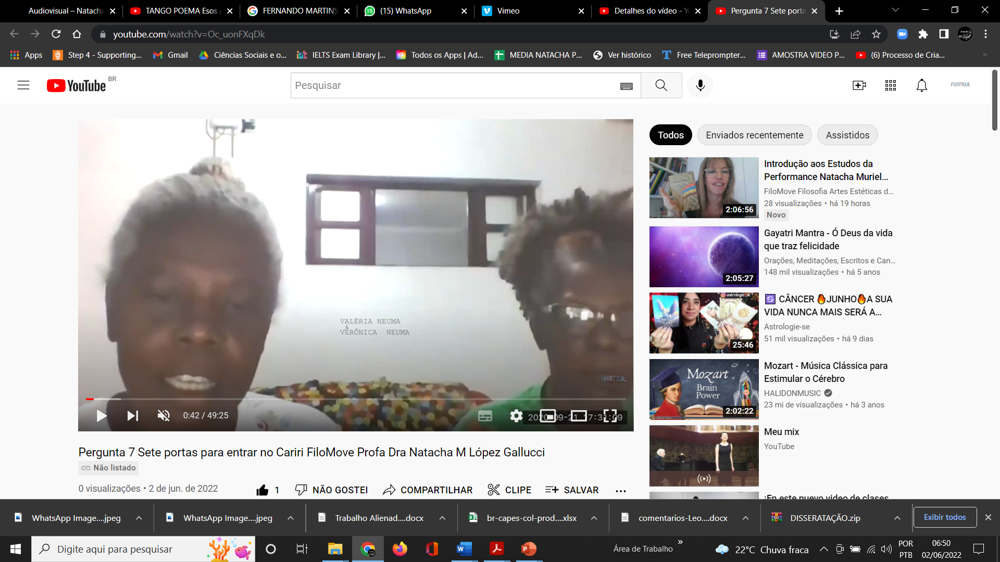 Audiovisual – Natacha
TANGO POEMA Esos
FERNANDO MARTINS
(15) WhatsApp
Vimeo
Detalhes do vídeo - Y
Pergunta 7 Sete porta
youtube.com/watch?v=Oc_uonFXqDk
Apps
Step 4 - Supporting...
Gmail
Ciências Sociais e o...
IELTS Exam Library |...
Todos os Apps | Ad...
MEDIA NATACHA P...
Ver histórico
Free Teleprompter...
AMOSTRA VIDEO P...
(6) Processo de Cria...
YouTube BR
Pesquisar
FILOMOVE
VALÉRIA NEUMA
&
VERÔNICA NEUMA
0:42 / 49:25
Todos
Enviados recentemente
Assistidos
Introdução aos Estudos da
Performance Natacha Muriel...
FiloMove Filosofia Artes Estéticas d...
28 visualizações • há 19 horas
Novo
2:06:56
Gayatri Mantra - Ó Deus da vida
que traz felicidade
Orações, Meditações, Escritos e Can...
148 mil visualizações • há 5 anos
2:05:27
♋ CÂNCER 🔥JUNHO🔥A SUA
VIDA NUNCA MAIS SERÁ A...
Astrologie-se
51 mil visualizações • há 9 dias
astrologie_se
25:46
Mozart - Música Clássica para
Estimular o Cérebro
HALIDONMUSIC
23 mi de visualizações • há 3 anos
Mozart
Brain
Power
2:02:22
Meu mix
YouTube
¡En este nuevo video de clases
Pergunta 7 Sete portas para entrar no Cariri FiloMove Profa Dra Natacha M López Gallucci
Não listado
0 visualizações • 2 de jun. de 2022
1
NÃO GOSTEI
COMPARTILHAR
CLIPE
SALVAR
WhatsApp Image....jpeg
WhatsApp Image....jpeg
Trabalho Alienad....docx
br-capes-col-prod....xlsx
comentarios-Leo....docx
DISSERATAÇÃO.zip
Exibir todos
Digite aqui para pesquisar
Área de Trabalho
22°C Chuva fraca
POR
PTB
06:50
02/06/2022